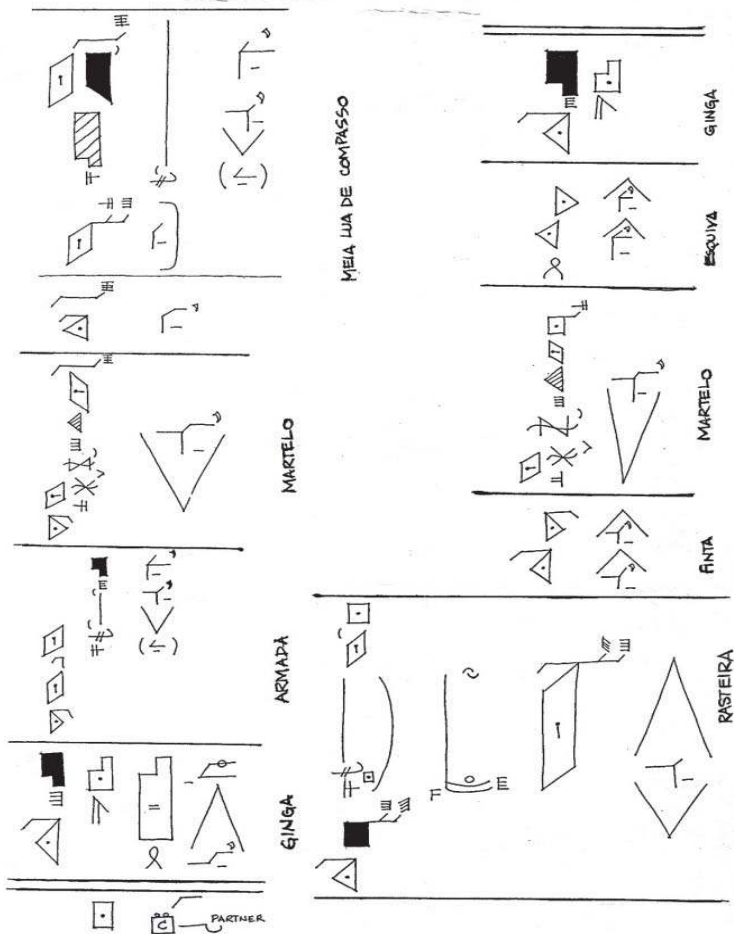 C PARTNER
GINGA
ARMADA
MARTELO
MEIA LUA DE COMPASSO
RASTEIRA
FINTA
MARTELO
ESQUIVA
GINGA